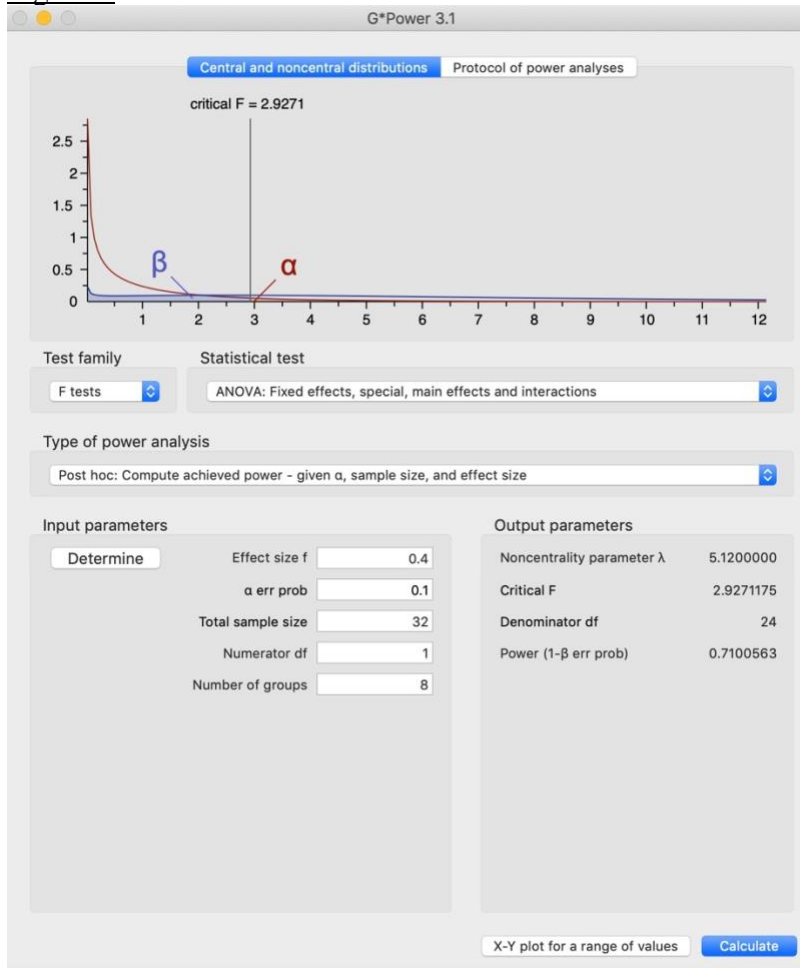 G*Power 3.1
Central and noncentral distributions Protocol of power analyses
critical F = 2.9271
2.5
2
1.5
1
0.5
0
β
α
1 2 3 4 5 6 7 8 9 10 11 12
Test family Statistical test
F tests ANOVA: Fixed effects, special, main effects and interactions
Type of power analysis
Post hoc: Compute achieved power - given α, sample size, and effect size
Input parameters Output parameters
Determine Effect size f 0.4 Noncentrality parameter λ 5.1200000
α err prob 0.1 Critical F 2.9271175
Total sample size 32 Denominator df 24
Numerator df 1 Power (1-β err prob) 0.7100563
Number of groups 8
X-Y plot for a range of values Calculate